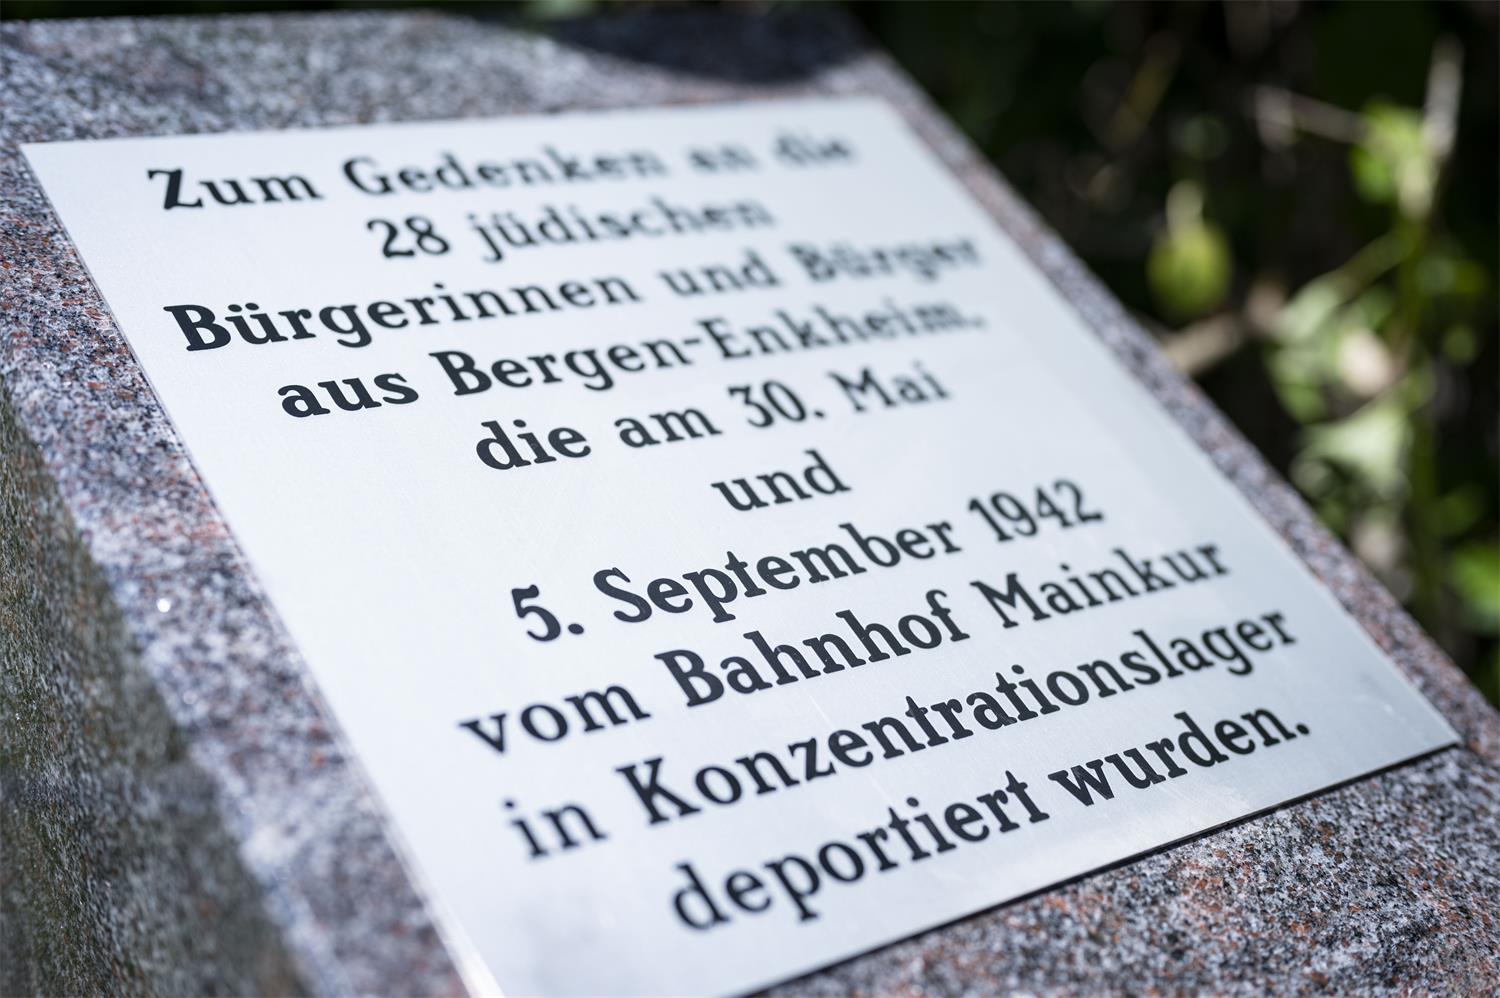 Zum Gedenken an die
28 jüdischen
Bürgerinnen und Bürger
aus Bergen-Enkheim,
die am 30. Mai
und
5. September 1942
vom Bahnhof Mainkur
in Konzentrationslager
deportiert wurden.